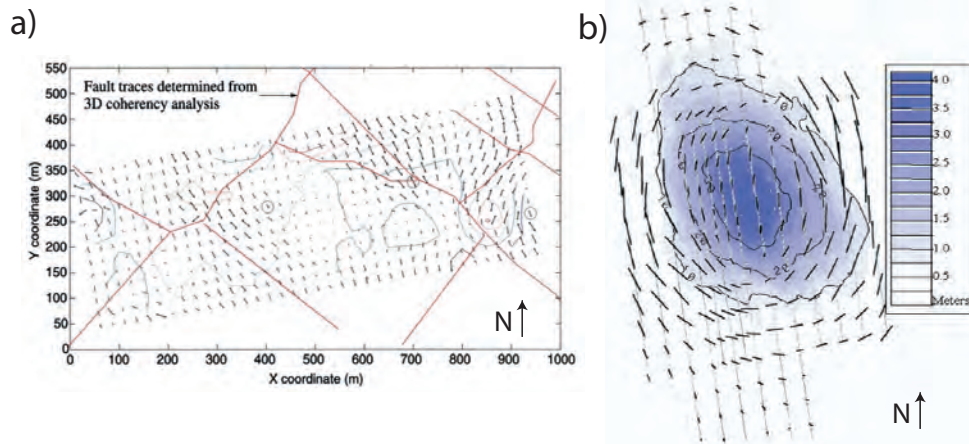 a)
Fault traces determined from
3D coherency analysis
Y coordinate (m)
550
500
450
400
350
300
250
200
150
100
50
0
0 100 200 300 400 500 600 700 800 900 1000
X coordinate (m)
N
b)
4.0
3.5
3.0
2.5
2.0
1.5
1.0
0.5
Meters
N